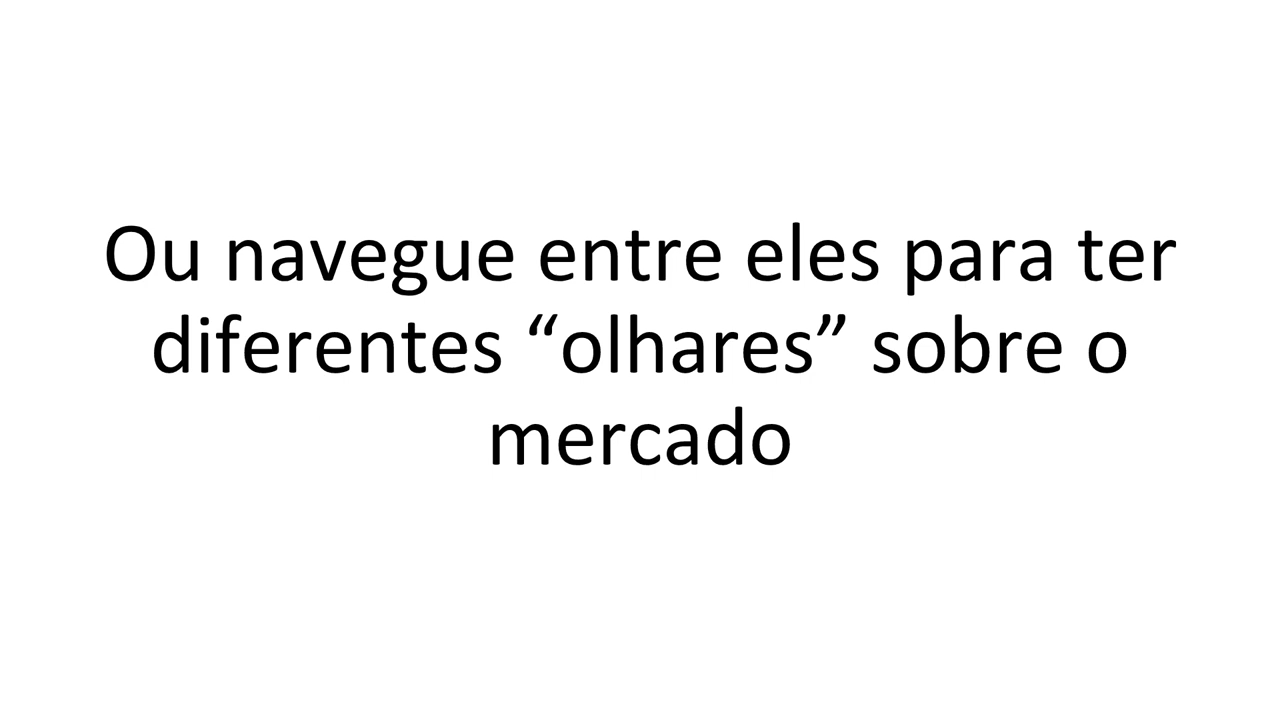 Ou navegue entre eles para ter
diferentes “olhares” sobre o
mercado